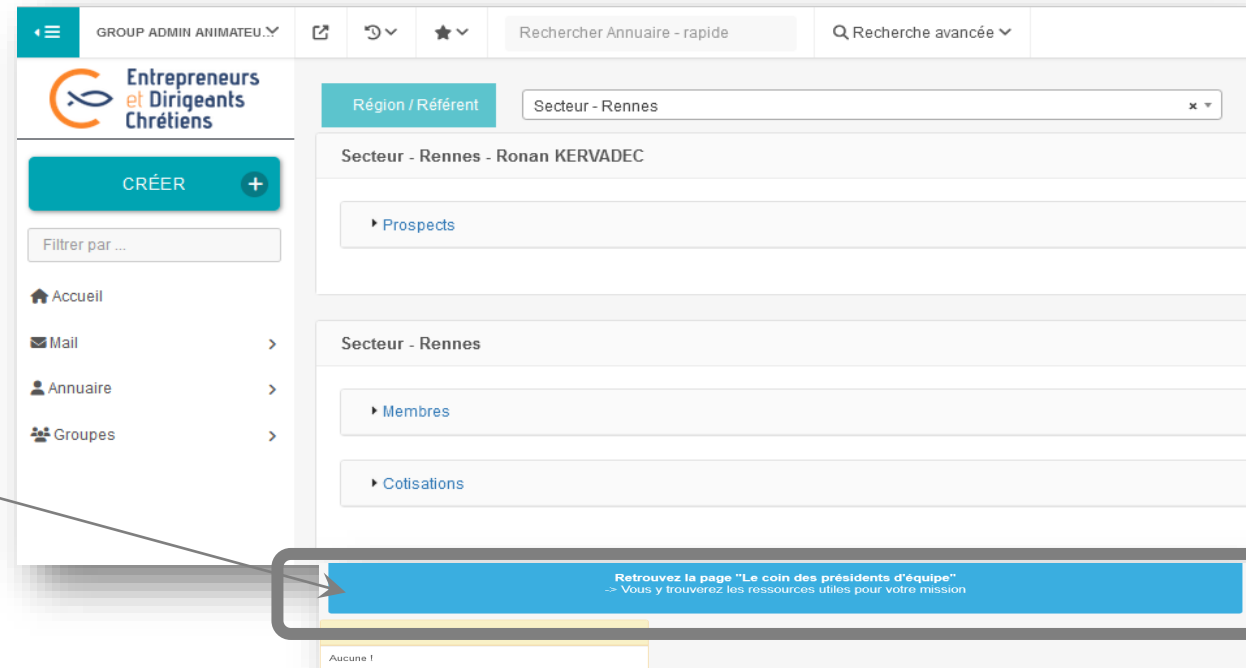 GROUP ADMIN ANIMATEU...
Rechercher Annuaire - rapide
Recherche avancée
Entrepreneurs
et Dirigeants
Chrétiens
Région / Référent
Secteur - Rennes
Secteur - Rennes - Ronan KERVADEC
CRÉER
Prospects
Filtrer par ...
Accueil
Mail
Secteur - Rennes
Annuaire
Membres
Groupes
Cotisations
Retrouvez la page "Le coin des présidents d'équipe"
-> Vous y trouverez les ressources utiles pour votre mission
Aucune !